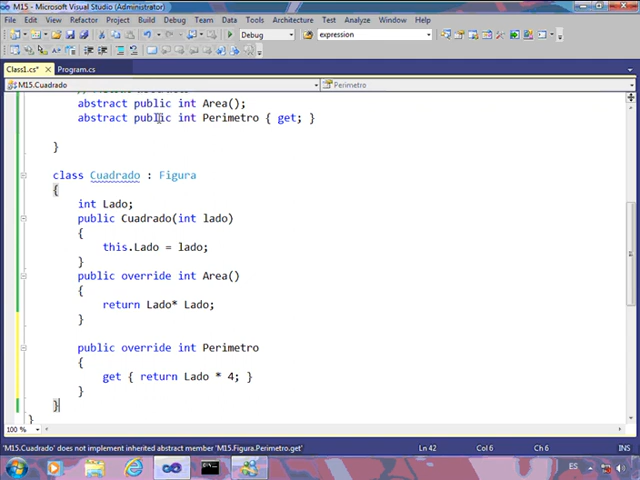 M15 - Microsoft Visual Studio (Administrator)
File Edit View Refactor Project Build Debug Team Data Tools Architecture Test Analyze Window Help
Debug expression
Class1.cs* Program.cs
M15.Cuadrado Perimetro
abstract public int Area();
abstract public int Perimetro { get; }
}
class Cuadrado : Figura
{
int Lado;
public Cuadrado(int lado)
{
this.Lado = lado;
}
public override int Area()
{
return Lado* Lado;
}
public override int Perimetro
{
get { return Lado * 4; }
}
}
}
100 %
'M15.Cuadrado' does not implement inherited abstract member 'M15.Figura.Perimetro.get' Ln 42 Col 6 Ch 6 INS
ES